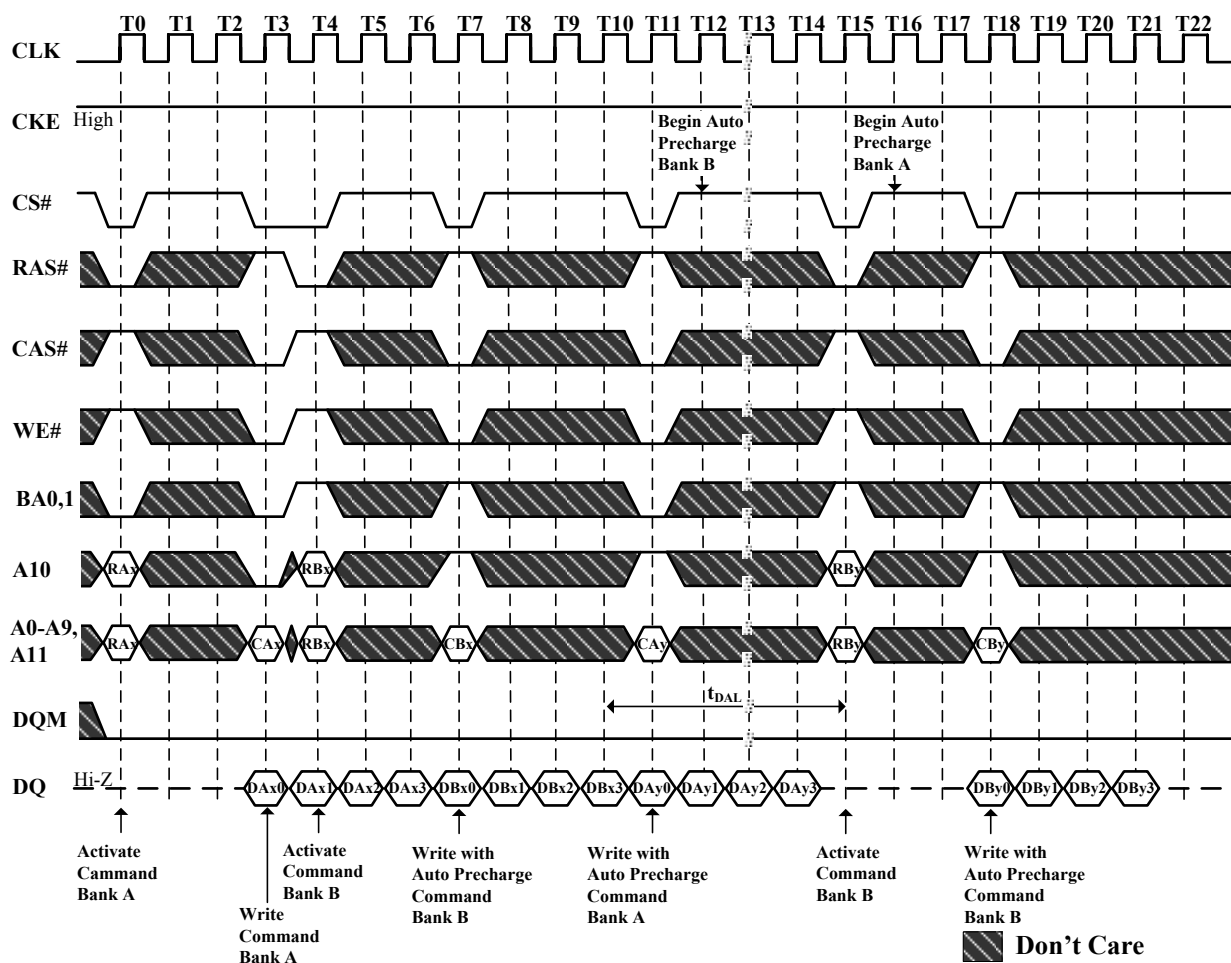 T0 T1 T2 T3 T4 T5 T6 T7 T8 T9 T10 T11 T12 T13 T14 T15 T16 T17 T18 T19 T20 T21 T22
CLK
CKE High
Begin Auto
Precharge
Bank B
Begin Auto
Precharge
Bank A
CS#
RAS#
CAS#
WE#
BA0,1
A10 RAx RBx RBy
A0-A9,
A11
RAx CAx RBx CBx CAy RBy CBy
tDAL
DQM
DQ Hi-Z DAx0 DAx1 DAx2 DAx3 DBx0 DBx1 DBx2 DBx3 DAy0 DAy1 DAy2 DAy3 DBy0 DBy1 DBy2 DBy3
Activate
Cammand
Bank A
Write
Command
Bank A
Activate
Command
Bank B
Write with
Auto Precharge
Command
Bank B
Write with
Auto Precharge
Command
Bank A
Activate
Command
Bank B
Write with
Auto Precharge
Command
Bank B
Don't Care